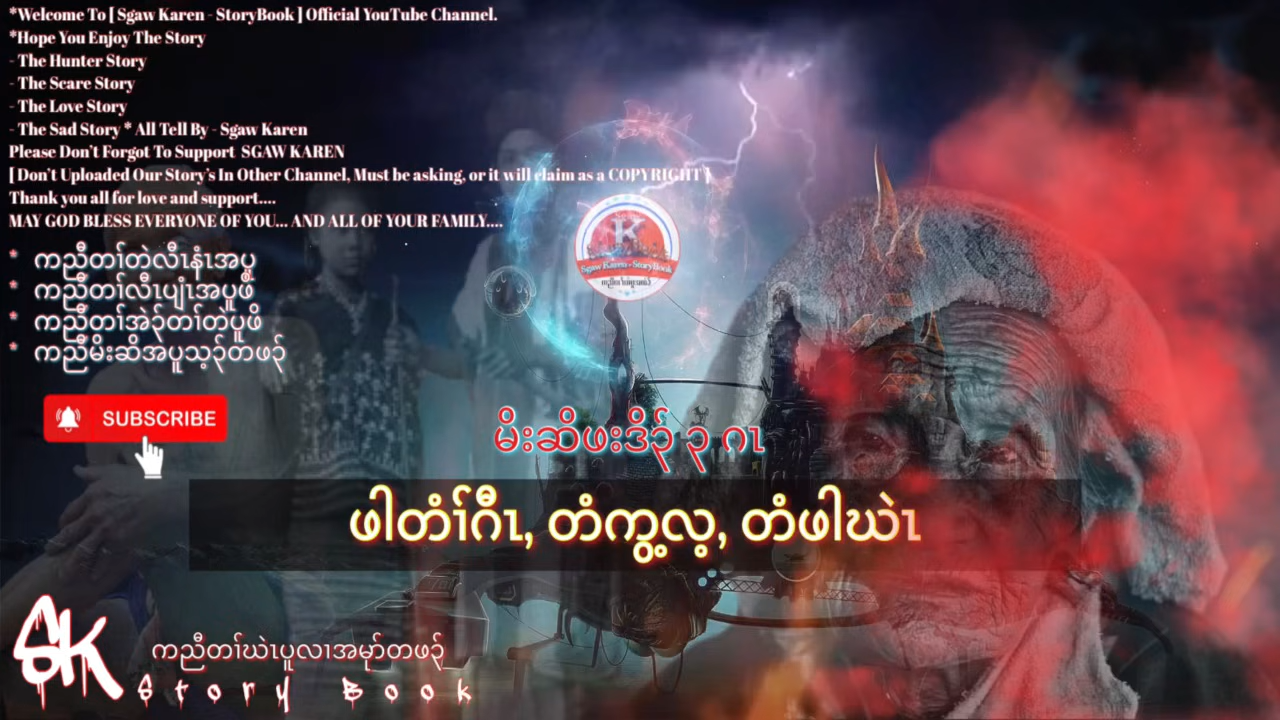 *Welcome To [ Sgaw Karen - StoryBook ] Official YouTube Channel.
*Hope You Enjoy The Story
- The Hunter Story
- The Scare Story
- The Love Story
- The Sad Story * All Tell By - Sgaw Karen
Please Don't Forgot To Support SGAW KAREN
[ Don't Uploaded Our Story's In Other Channel, Must be asking, or it will claim as a COPYRIGHT ]
Thank you all for love and support....
MAY GOD BLESS EVERYONE OF YOU... AND ALL OF YOUR FAMILY....
* ကညီတၢ်တဲလီၤနံၤအပူ
* ကညီတၢ်လီၤပျံၤအပူဖိ
* ကညီတၢ်အဲၣ်တၢ်တဲပူဖိ
* ကညီမိးဆိအပူသ့ၣ်တဖၣ်
K
Sgaw Karen - StoryBook
SUBSCRIBE
မိးဆိဖးဒိၣ် ၃ ဂၤ
ဖါတံၢ်ဂီၤ, တံကွ့လ့, တံဖါဃဲၤ
SK
ကညီတၢ်ဃဲၤပူလၢအမုာ်တဖၣ်
Story Book